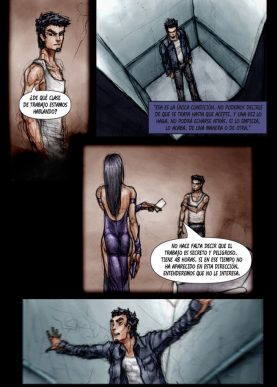 ¿DE QUÉ CLASE
DE TRABAJO ESTAMOS
HABLANDO?
"ESA ES LA ÚNICA CONDICIÓN. NO PODEMOS DECIRLE
DE QUE SE TRATA HASTA QUE ACEPTE. Y UNA VEZ LO
HAGA, NO PODRÁ ECHARSE ATRÁS. SI LO EMPIEZA,
LO ACABA. DE UNA MANERA O DE OTRA."
NO HACE FALTA DECIR QUE EL
TRABAJO ES SECRETO Y PELIGROSO.
TIENE 48 HORAS. SI EN ESE TIEMPO NO
HA APARECIDO EN ESTA DIRECCIÓN,
ENTENDEREMOS QUE NO LE INTERESA.